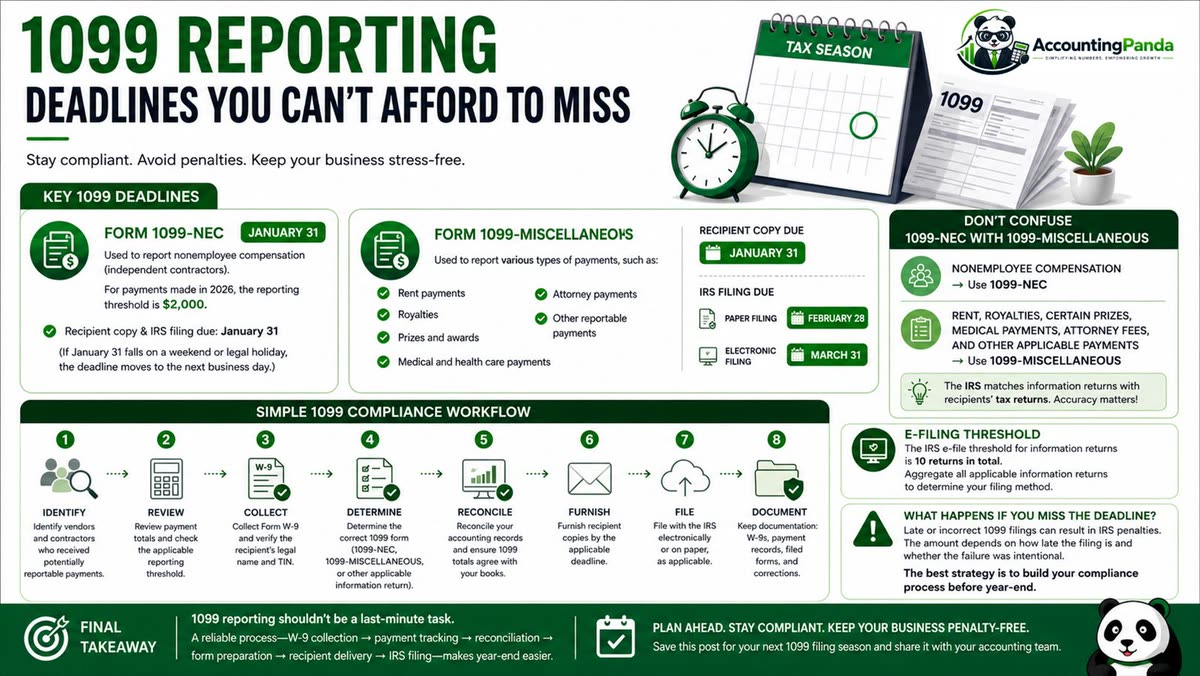 1099 REPORTING
DEADLINES YOU CAN'T AFFORD TO MISS
Stay compliant. Avoid penalties. Keep your business stress-free.
TAX SEASON
1099
AccountingPanda
SIMPLIFYING NUMBERS. EMPOWERING GROWTH
KEY 1099 DEADLINES
FORM 1099-NEC
JANUARY 31
Used to report nonemployee compensation
(independent contractors).
For payments made in 2026, the reporting
threshold is $2,000.
Recipient copy & IRS filing due: January 31
(If January 31 falls on a weekend or legal holiday,
the deadline moves to the next business day.)
FORM 1099-MISCELLANEOUS
Used to report various types of payments, such as:
Rent payments
Royalties
Prizes and awards
Medical and health care payments
Attorney payments
Other reportable
payments
RECIPIENT COPY DUE
JANUARY 31
IRS FILING DUE
PAPER FILING
FEBRUARY 28
ELECTRONIC
FILING
MARCH 31
DON'T CONFUSE
1099-NEC WITH 1099-MISCELLANEOUS
NONEMPLOYEE COMPENSATION
→ Use 1099-NEC
RENT, ROYALTIES, CERTAIN PRIZES,
MEDICAL PAYMENTS, ATTORNEY FEES,
AND OTHER APPLICABLE PAYMENTS
→ Use 1099-MISCELLANEOUS
The IRS matches information returns with
recipients' tax returns. Accuracy matters!
SIMPLE 1099 COMPLIANCE WORKFLOW
1
IDENTIFY
Identify vendors
and contractors
who received
potentially
reportable payments.
2
REVIEW
Review payment
totals and check
the applicable
reporting
threshold.
3
W-9
COLLECT
Collect Form W-9
and verify the
recipient's legal
name and TIN.
4
DETERMINE
Determine the
correct 1099 form
(1099-NEC,
1099-MISCELLANEOUS,
or other applicable
information return).
5
RECONCILE
Reconcile your
accounting records
and ensure 1099
totals agree with
your books.
6
FURNISH
Furnish recipient
copies by the
applicable
deadline.
7
FILE
File with the IRS
electronically
or on paper,
as applicable.
8
DOCUMENT
Keep documentation:
W-9s, payment
records, filed
forms, and
corrections.
E-FILING THRESHOLD
The IRS e-file threshold for information returns
is 10 returns in total.
Aggregate all applicable information returns
to determine your filing method.
WHAT HAPPENS IF YOU MISS THE DEADLINE?
Late or incorrect 1099 filings can result in IRS penalties.
The amount depends on how late the filing is and
whether the failure was intentional.
The best strategy is to build your compliance
process before year-end.
FINAL
TAKEAWAY
1099 reporting shouldn't be a last-minute task.
A reliable process—W-9 collection → payment tracking → reconciliation →
form preparation → recipient delivery → IRS filing—makes year-end easier.
PLAN AHEAD. STAY COMPLIANT. KEEP YOUR BUSINESS PENALTY-FREE.
Save this post for your next 1099 filing season and share it with your accounting team.